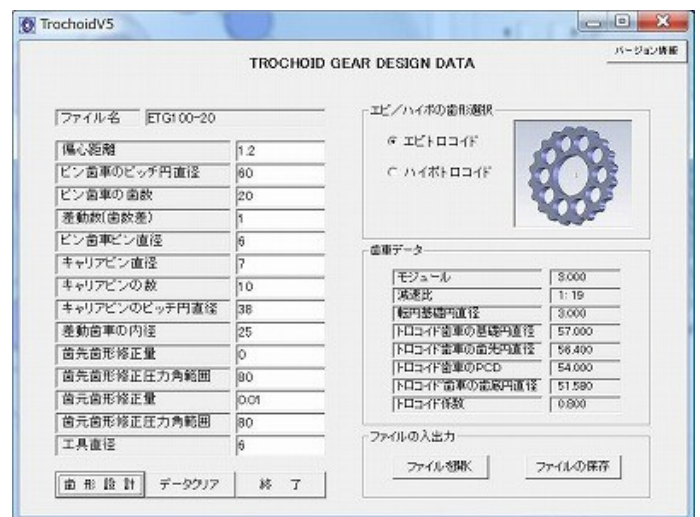 TrochoidV5
バージョン情報
TROCHOID GEAR DESIGN DATA
ファイル名 ETG100-20
偏心距離 1.2
ピン歯車のピッチ円直径 60
ピン歯車の歯数 20
差動数(歯数差) 1
ピン歯車ピン直径 6
キャリアピン直径 7
キャリアピンの数 10
キャリアピンのピッチ円直径 38
差動歯車の内径 25
歯先歯形修正量 0
歯先歯形修正圧力角範囲 80
歯元歯形修正量 0.01
歯元歯形修正圧力角範囲 80
工具直径 6
歯形設計 データクリア 終了
エピ/ハイポの歯形選択
エピトロコイド
ハイポトロコイド
歯車データ
モジュール 3.000
減速比 1: 19
転円基礎円直径 3.000
トロコイド歯車の基礎円直径 57.000
トロコイド歯車の歯先円直径 56.400
トロコイド歯車のPCD 54.000
トロコイド歯車の歯底円直径 51.580
トロコイド係数 0.800
ファイルの入出力
ファイルを開く ファイルの保存